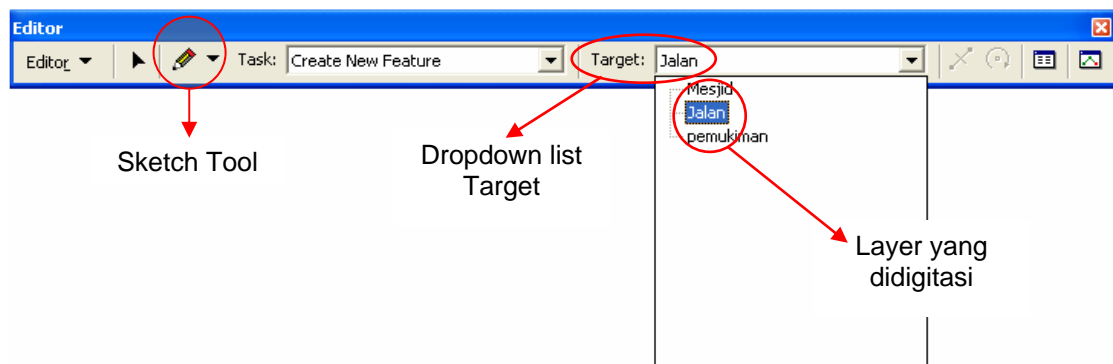 Editor
Editor Task: Create New Feature Target: Jalan
Mesjid
Jalan
pemukiman
Sketch Tool
Dropdown list
Target
Layer yang
didigitasi